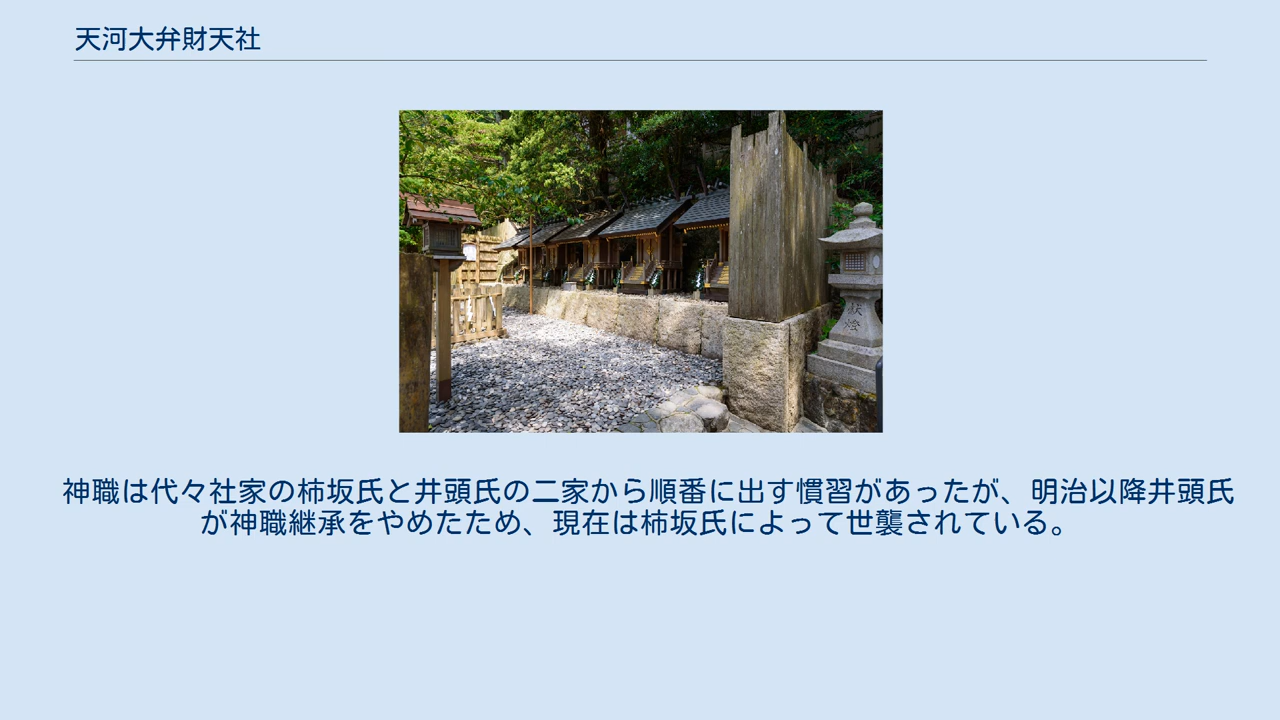 天河大弁財天社
献
燈
神職は代々社家の柿坂氏と井頭氏の二家から順番に出す慣習があったが、明治以降井頭氏
が神職継承をやめたため、現在は柿坂氏によって世襲されている。